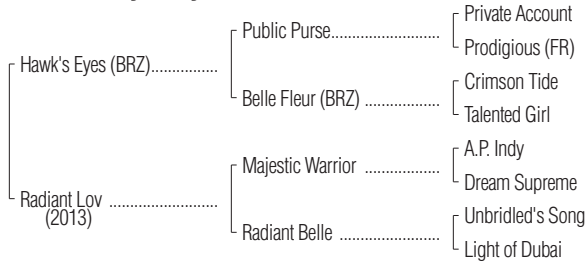 Private Account
Public Purse
Prodigious (FR)
Hawk's Eyes (BRZ)
Crimson Tide
Belle Fleur (BRZ)
Talented Girl
A.P. Indy
Majestic Warrior
Dream Supreme
Radiant Lov
(2013)
Unbridled's Song
Radiant Belle
Light of Dubai